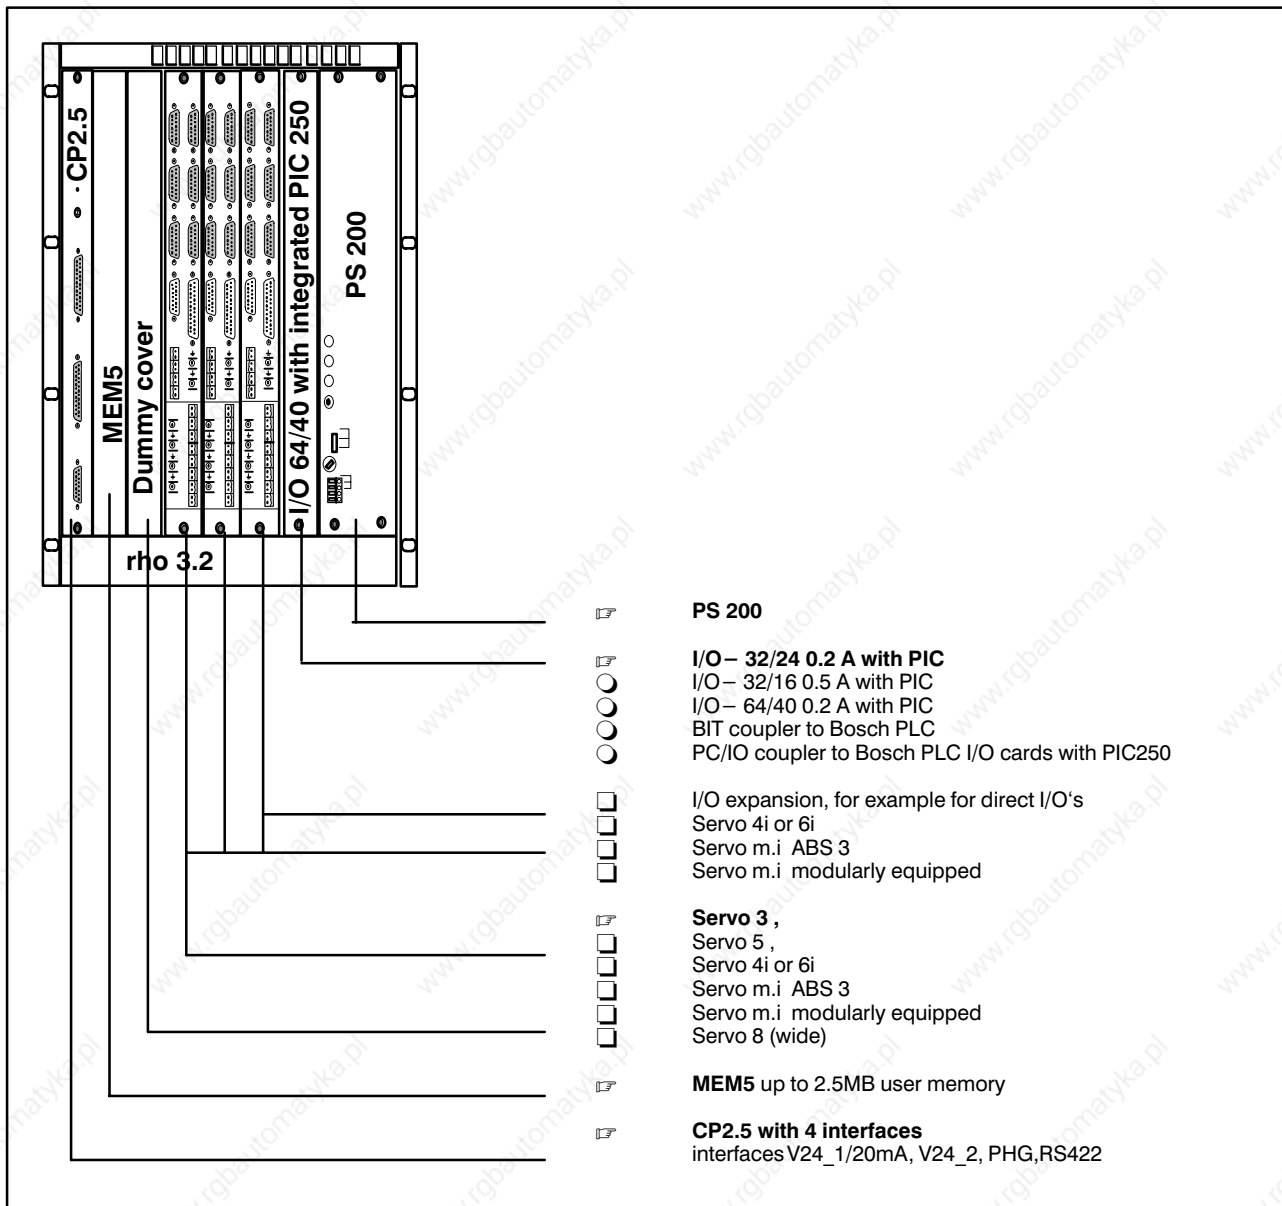 CP2.5
MEM5
Dummy cover
I/O 64/40 with integrated PIC 250
PS 200
rho 3.2
☞ PS 200
☞ I/O– 32/24 0.2 A with PIC
I/O– 32/16 0.5 A with PIC
I/O– 64/40 0.2 A with PIC
BIT coupler to Bosch PLC
PC/IO coupler to Bosch PLC I/O cards with PIC250
I/O expansion, for example for direct I/O‘s
Servo 4i or 6i
Servo m.i ABS 3
Servo m.i modularly equipped
☞ Servo 3 ,
Servo 5 ,
Servo 4i or 6i
Servo m.i ABS 3
Servo m.i modularly equipped
Servo 8 (wide)
☞ MEM5 up to 2.5MB user memory
☞ CP2.5 with 4 interfaces
interfaces V24_1/20mA, V24_2, PHG,RS422
www.rgbautomatyka.pl